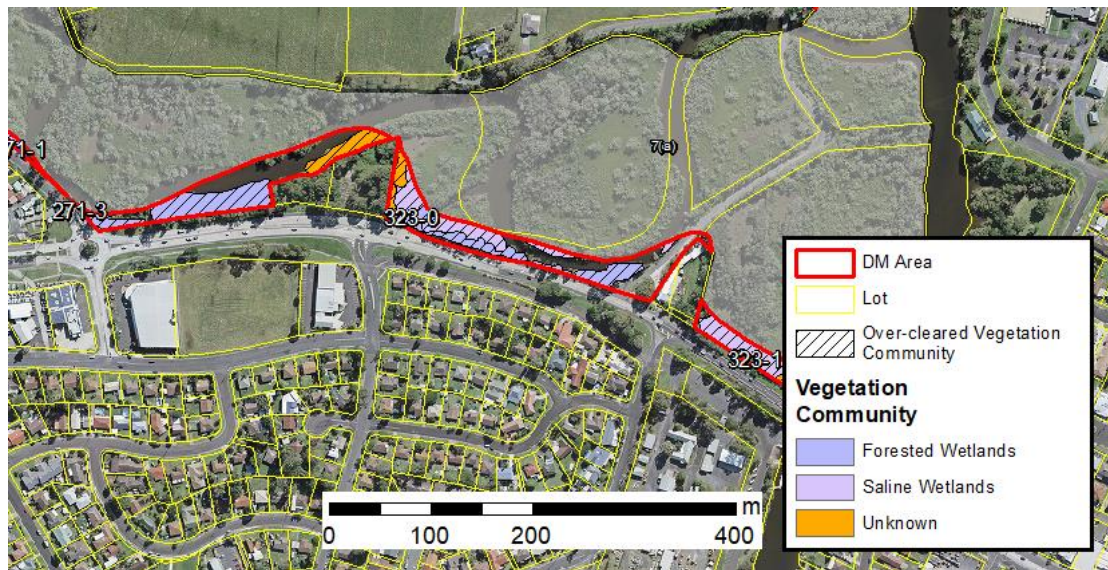 7(a)
71-1
271-3
323-0
323-1
DM Area
Lot
Over-cleared Vegetation
Community
Vegetation
Community
Forested Wetlands
Saline Wetlands
Unknown
m
0 100 200 400